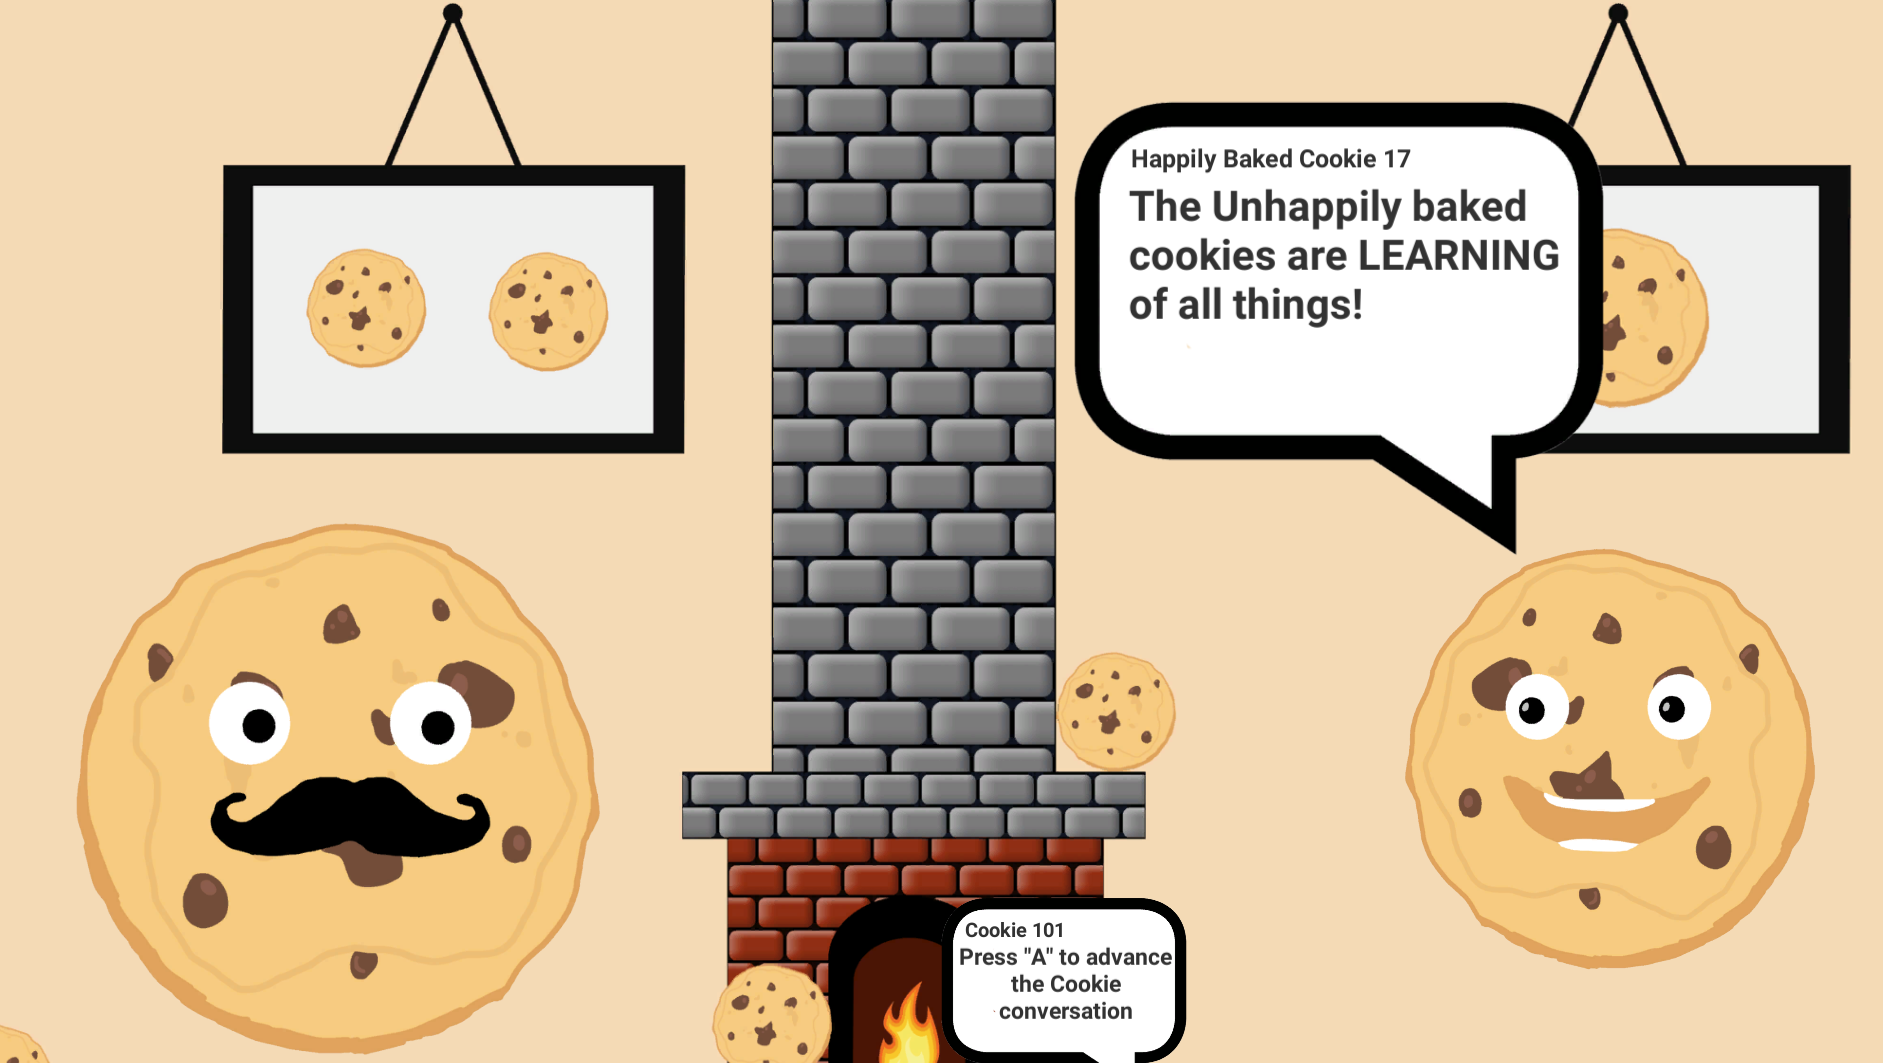 Happily Baked Cookie 17
The Unhappily baked
cookies are LEARNING
of all things!
Cookie 101
Press "A" to advance
the Cookie
conversation